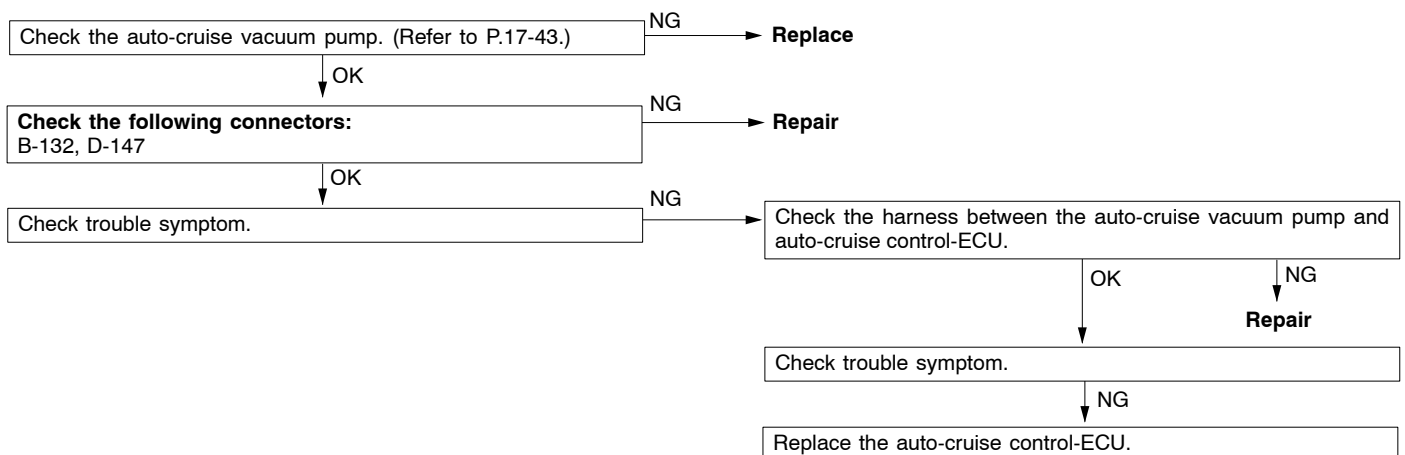 Check the auto-cruise vacuum pump. (Refer to P.17-43.)
NG
Replace
OK
Check the following connectors:
B-132, D-147
NG
Repair
OK
Check trouble symptom.
NG
Check the harness between the auto-cruise vacuum pump and
auto-cruise control-ECU.
OK
NG
Repair
Check trouble symptom.
NG
Replace the auto-cruise control-ECU.